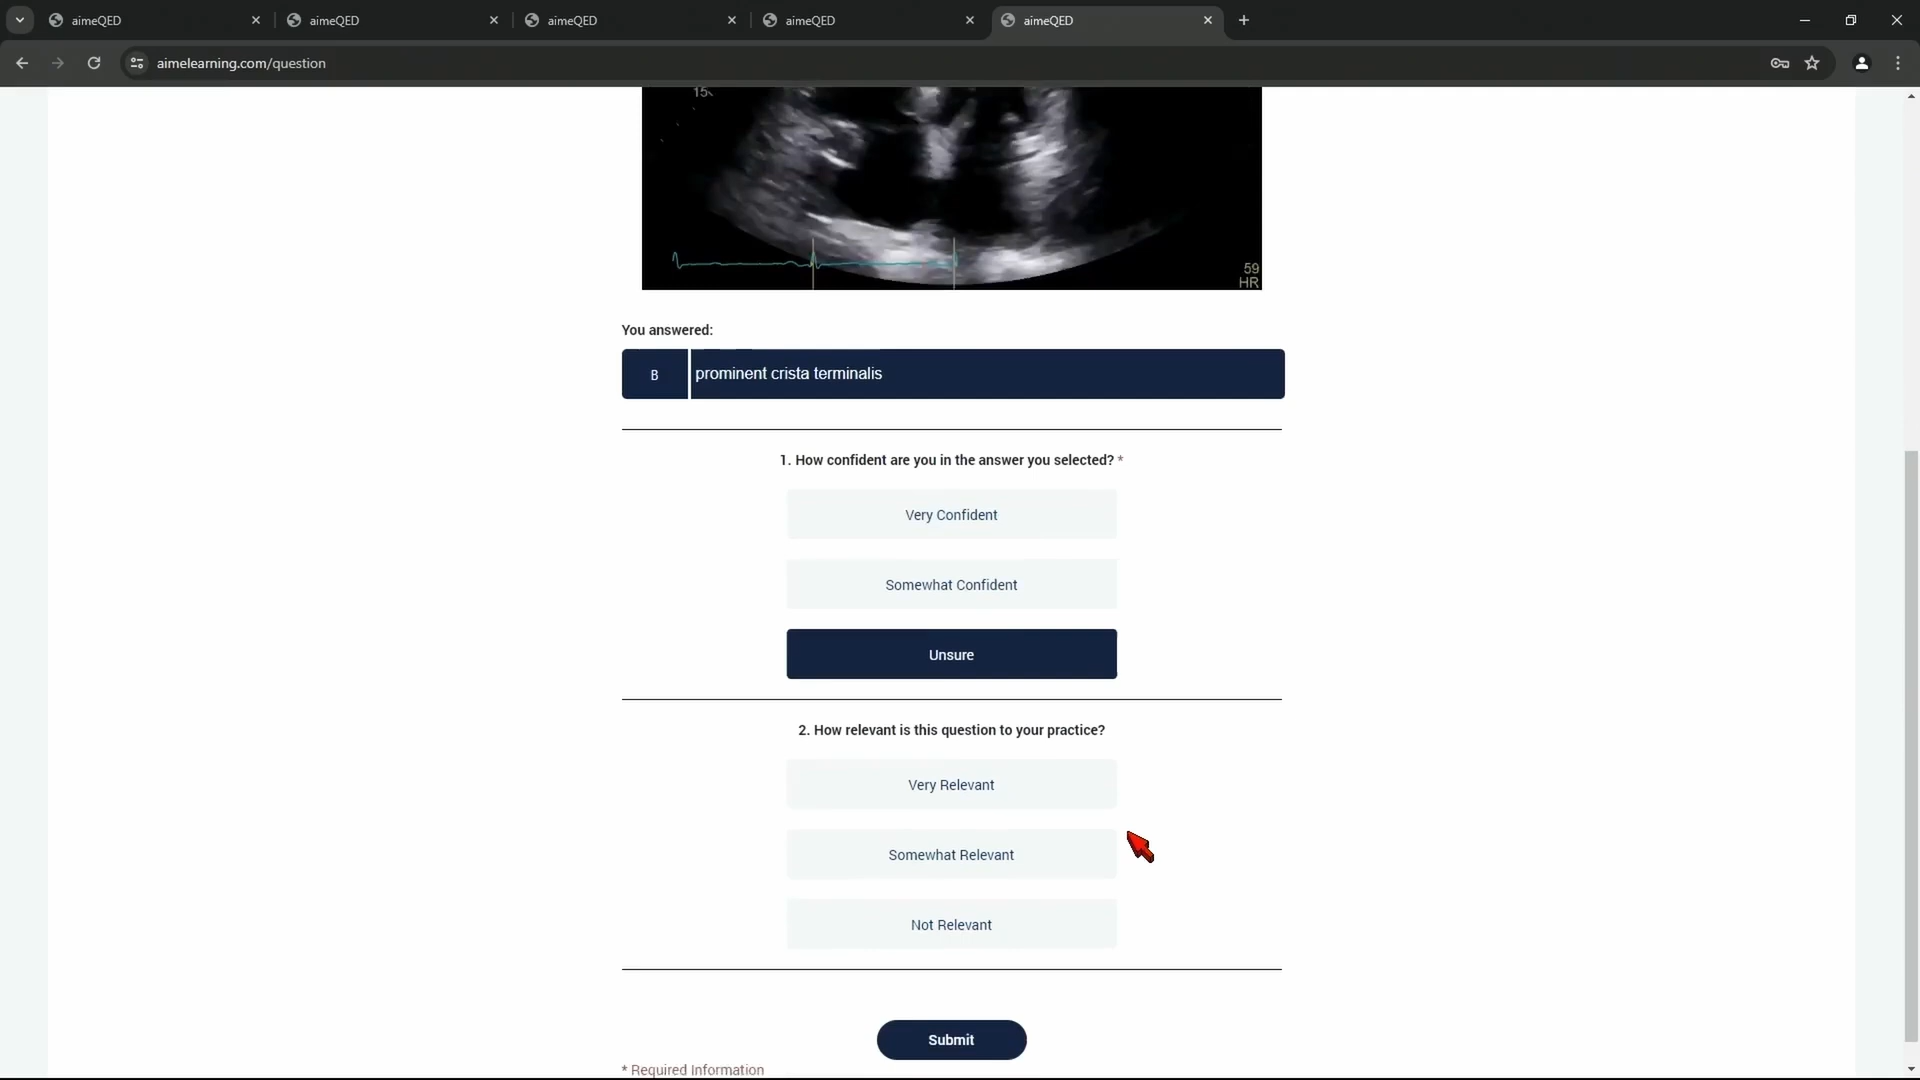 aimeQED
aimeQED
aimeQED
aimeQED
aimeQED
aimelearning.com/question
15
59
HR
You answered:
B prominent crista terminalis
1. How confident are you in the answer you selected? *
Very Confident
Somewhat Confident
Unsure
2. How relevant is this question to your practice?
Very Relevant
Somewhat Relevant
Not Relevant
Submit
* Required Information